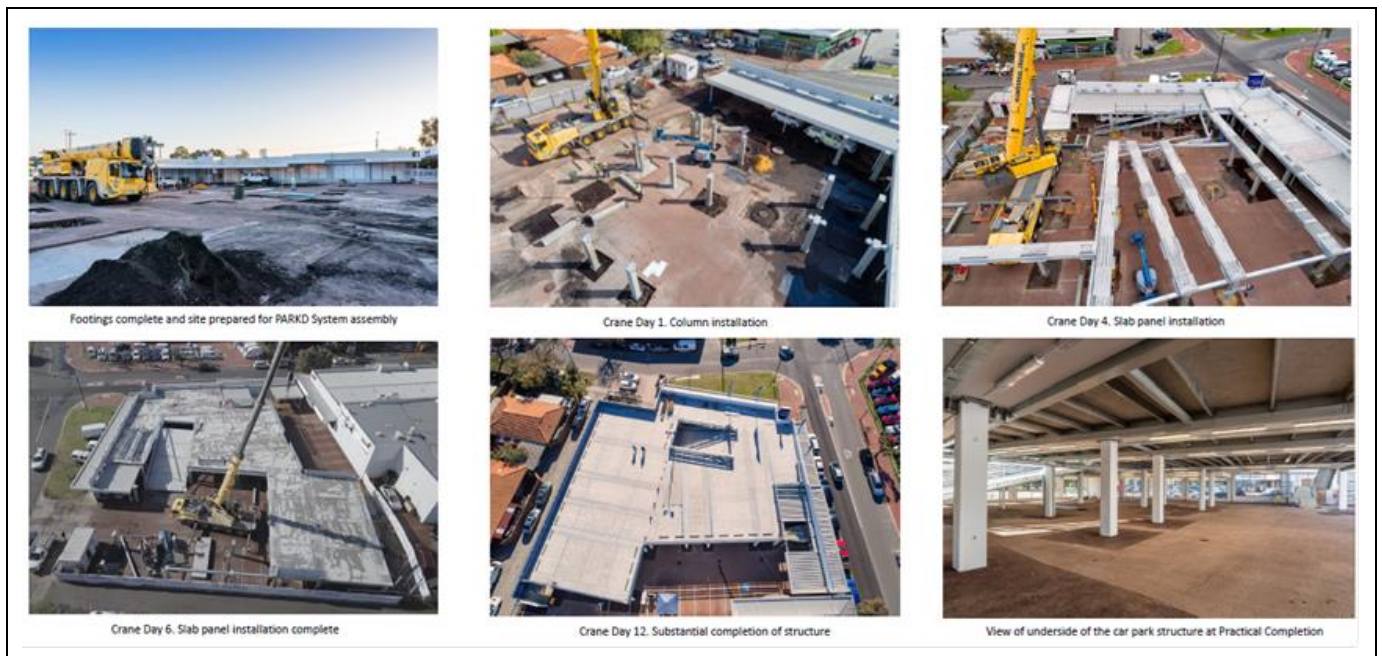 Footings complete and site prepared for PARKD System assembly
Crane Day 1. Column installation
Crane Day 4. Slab panel installation
Crane Day 6. Slab panel installation complete
Crane Day 12. Substantial completion of structure
View of underside of the car park structure at Practical Completion